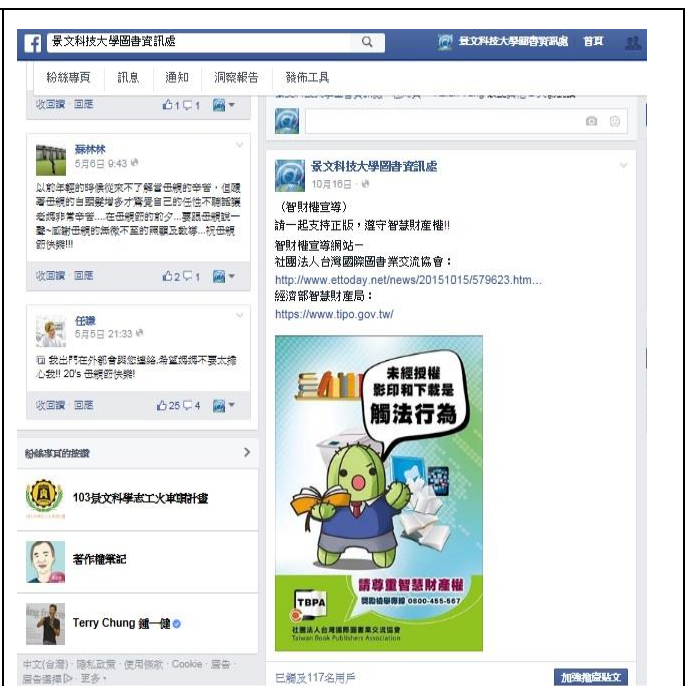 景文科技大學圖書資訊處
景文科技大學圖書資訊處 首頁
粉絲專頁 訊息 通知 洞察報告 發佈工具
收回讚 · 回應 1 1
蘇林林
5月6日 9:43
以前年輕的時候從來不了解當母親的辛苦,但隨
著母親的白頭髮增多才驚覺自己的任性不聽話讓
老媽非常辛苦....在母親節的前夕...要跟母親說一
聲~感謝母親的無微不至的照顧及教導...祝母親
節快樂!!!
收回讚 · 回應 2 1
任謙
5月5日 21:33
我出門在外都會與您連絡,希望媽媽不要太擔
心我!! 20's 母親節快樂!
收回讚 · 回應 25 4
粉絲專頁的按讚
103景文科學志工火車頭計畫
著作權筆記
Terry Chung 鍾一健
中文(台灣) · 隱私政策 · 使用條款 · Cookie · 廣告 ·
廣告選擇 · 更多
景文科技大學圖書資訊處
10月16日
(智財權宣導)
請一起支持正版,遵守智慧財產權!!
智財權宣導網站—
社團法人台灣國際圖書業交流協會:
http://www.ettoday.net/news/20151015/579623.htm...
經濟部智慧財產局:
https://www.tipo.gov.tw/
未經授權
影印和下載是
觸法行為
請尊重智慧財產權
獎勵檢舉專線 0800-455-567
TBPA
社團法人台灣國際圖書業交流協會
Taiwan Book Publishers Association
已觸及117名用戶
加強推廣貼文